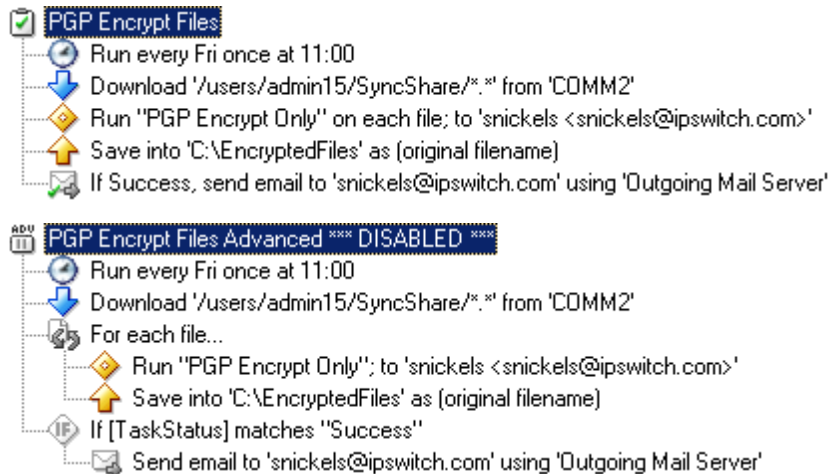 PGP Encrypt Files
Run every Fri once at 11:00
Download '/users/admin15/SyncShare/*.*' from 'COMM2'
Run "PGP Encrypt Only" on each file; to 'snickels <snickels@ipswitch.com>'
Save into 'C:\EncryptedFiles' as (original filename)
If Success, send email to 'snickels@ipswitch.com' using 'Outgoing Mail Server'
ADV
PGP Encrypt Files Advanced *** DISABLED ***
Run every Fri once at 11:00
Download '/users/admin15/SyncShare/*.*' from 'COMM2'
For each file...
Run "PGP Encrypt Only"; to 'snickels <snickels@ipswitch.com>'
Save into 'C:\EncryptedFiles' as (original filename)
IF If [TaskStatus] matches "Success"
Send email to 'snickels@ipswitch.com' using 'Outgoing Mail Server'